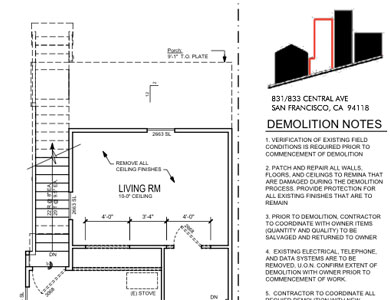 Porch:
9'-1" T.O. PLATE
12
2
2663 SL
REMOVE ALL
CEILING FINISHES
LIVING RM
10-0" CEILING
4'-0"
3'-4"
4'-0"
2668
2663 SL
DN
2868
(E) STOVE
DN
SL
831/833 CENTRAL AVE
SAN FRANCISCO, CA 94118
DEMOLITION NOTES
1. VERIFICATION OF EXISTING FIELD
CONDITIONS IS REQUIRED PRIOR TO
COMMENCEMENT OF DEMOLITION
2. PATCH AND REPAIR ALL WALLS,
FLOORS, AND CEILINGS TO REMINA THAT
ARE DAMAGED DURING THE DEMOLITION
PROCESS. PROVIDE PROTECTION FOR
ALL EXISTING FINISHES THAT ARE TO
REMAIN
3. PRIOR TO DEMOLITION, CONTRACTOR
TO COORDINATE WITH OWNER ITEMS
(QUANTITY AND QUALITY) TO BE
SALVAGED AND RETURNED TO OWNER
4. EXISTING ELECTRICAL, TELEPHONE,
AND DATA SYSTEMS ARE TO BE
REMOVED, U.O.N. CONFIRM EXTENT OF
DEMOLITION WITH OWNER PRIOR TO
COMMENCEMENT OF WORK.
5. CONTRACTOR TO COORDINATE ALL